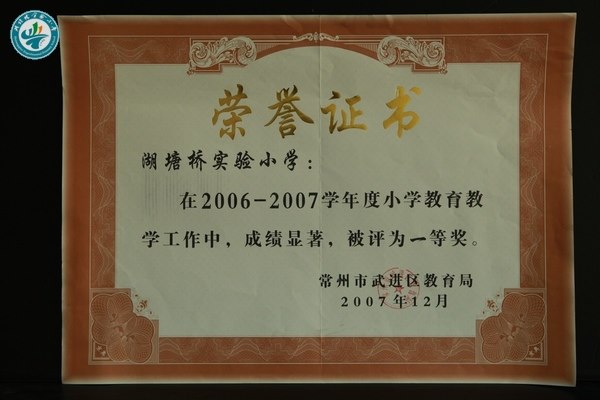 荣誉证书
湖塘桥实验小学：
在2006-2007学年度小学教育教
学工作中，成绩显著，被评为一等奖。
常州市武进区教育局
2007年12月